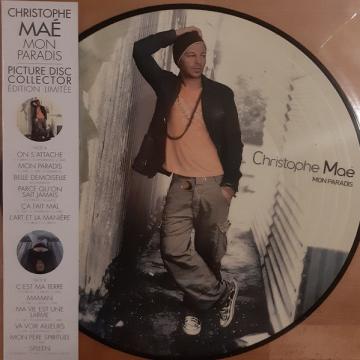 CHRISTOPHE
MAÉ
MON
PARADIS
PICTURE DISC
COLLECTOR
ÉDITION LIMITÉE
ON S'ATTACHE
MON PARADIS
BELLE DEMOISELLE
PARCE QU'ON
SAIT JAMAIS
ÇA FAIT MAL
L'ART ET LA MANIÈRE
C'EST MA TERRE
MAMAN
MA VIE EST UNE
LARME
VA VOIR AILLEURS
MON PÈRE SPIRITUEL
SPLEEN
Christophe Maé
MON PARADIS